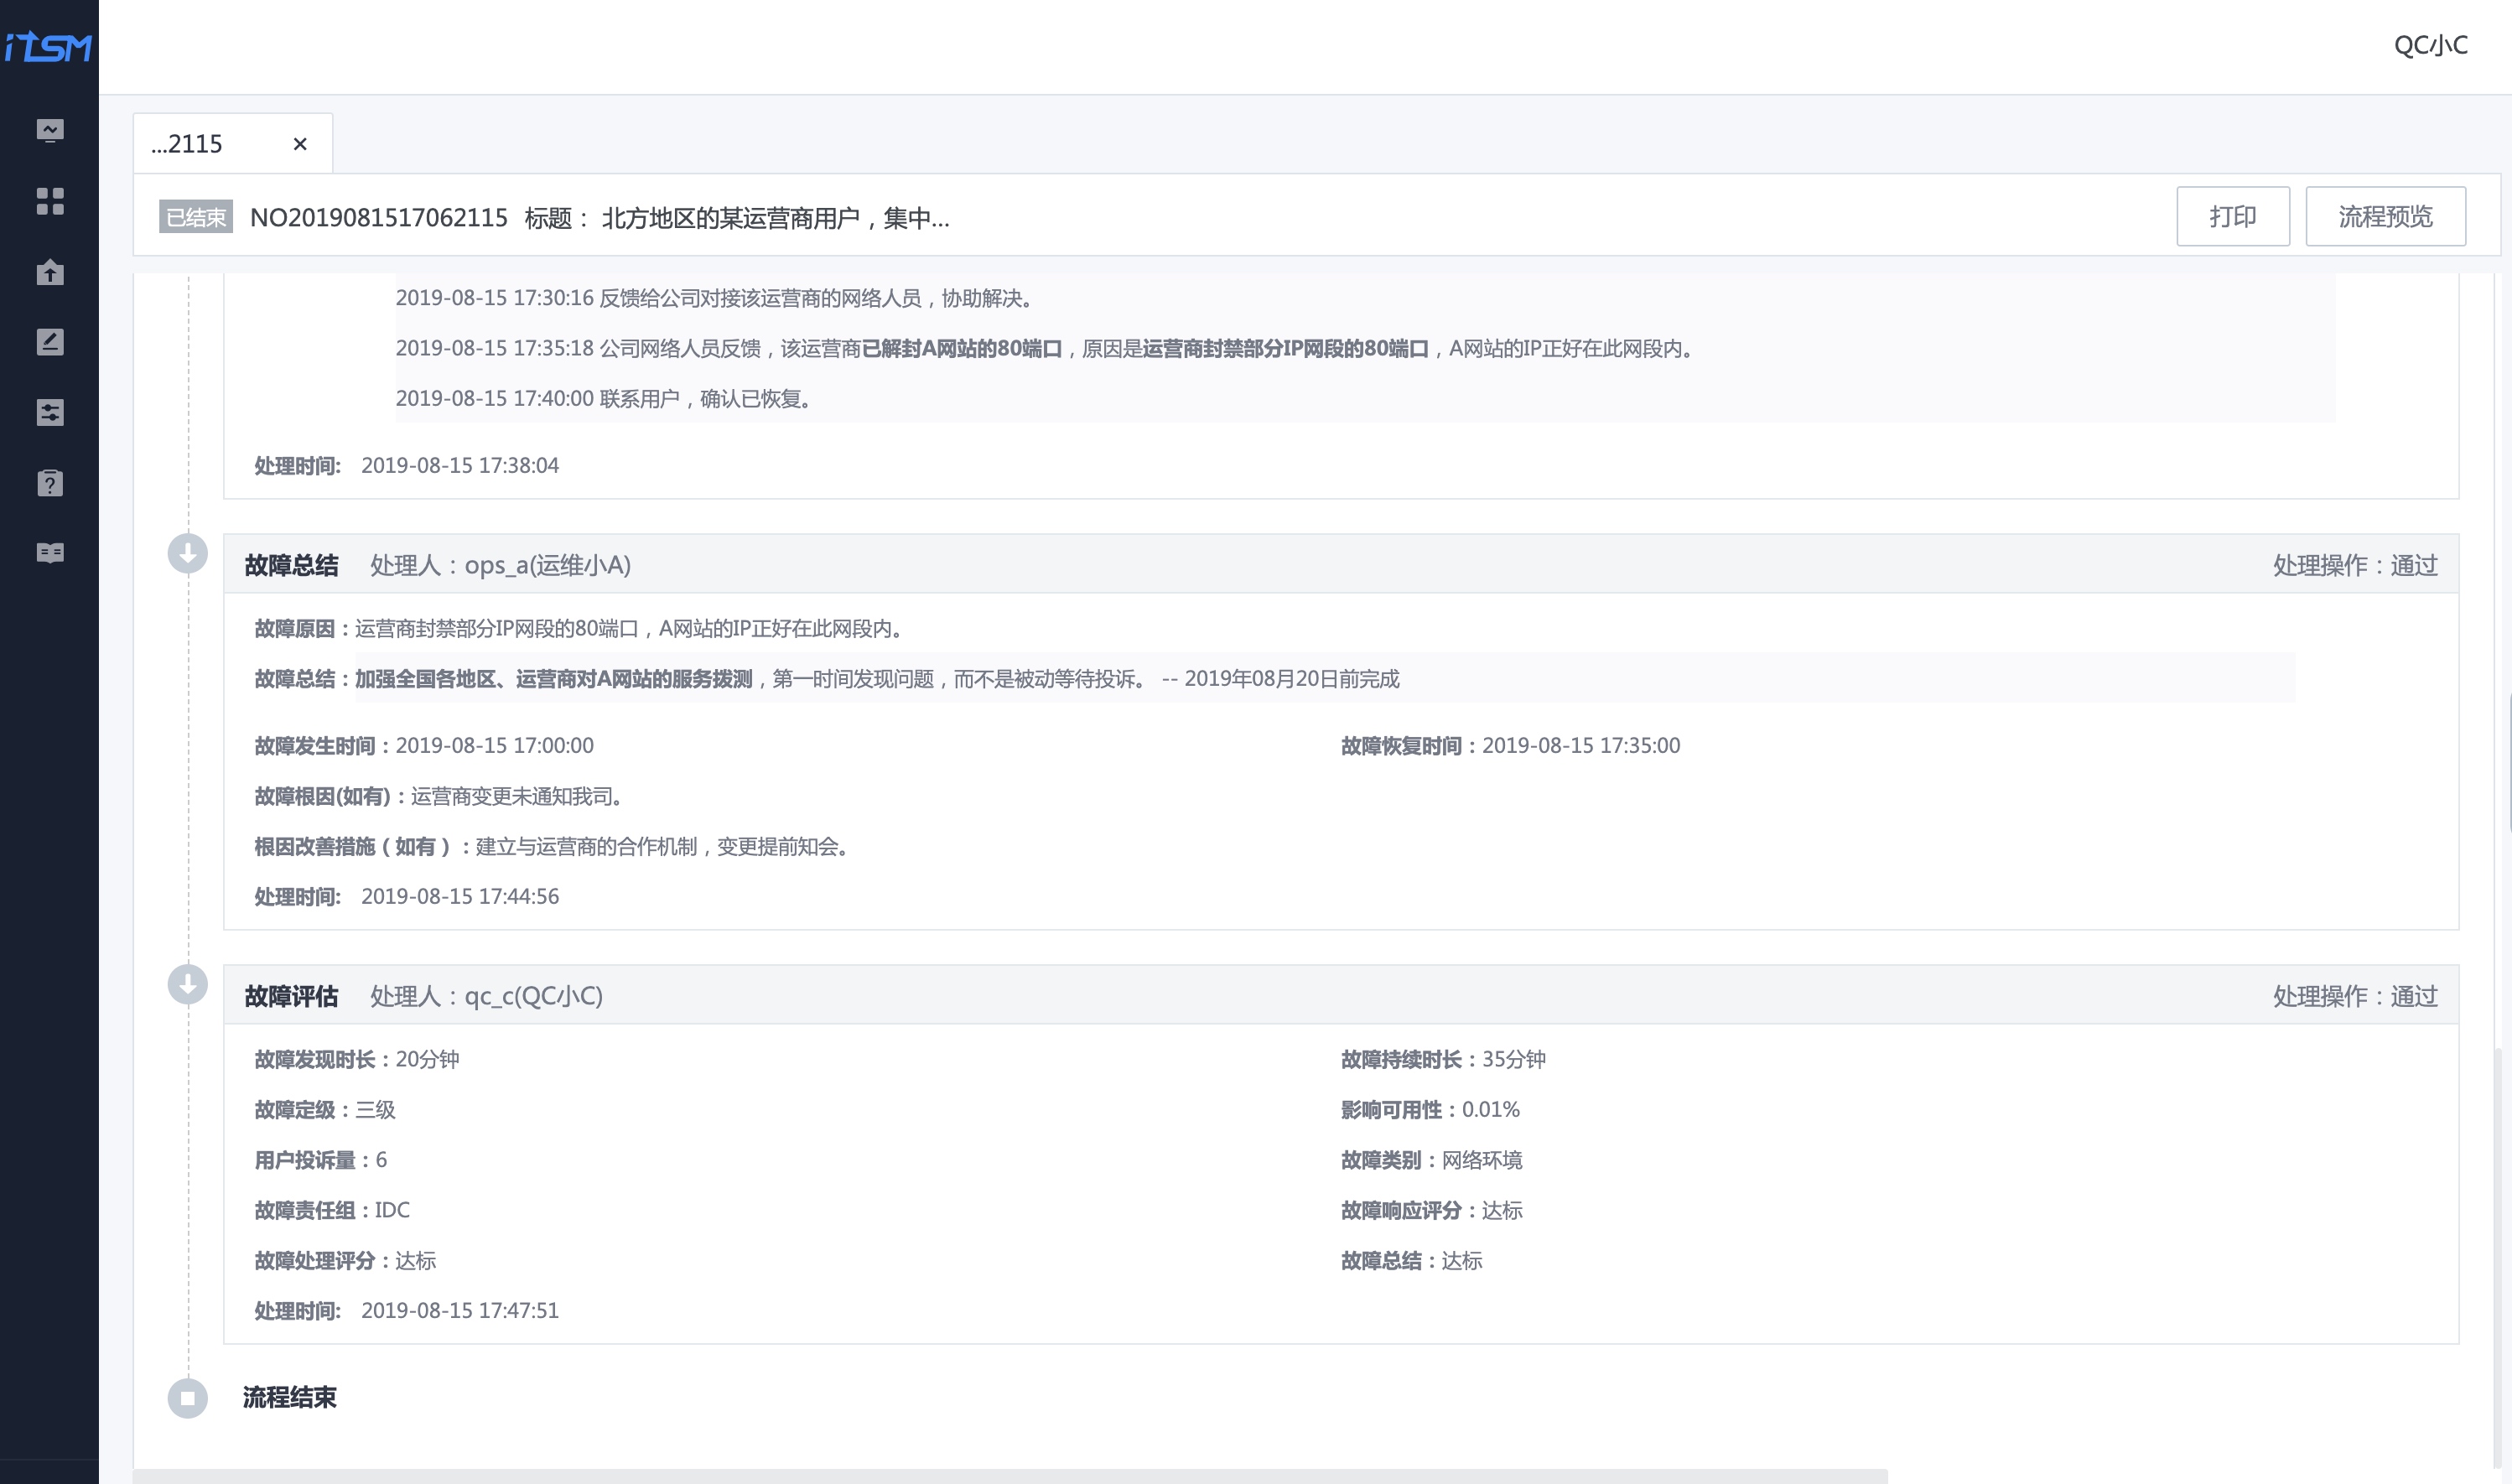 iTSM
QC小C
...2115 ×
已结束 NO2019081517062115 标题： 北方地区的某运营商用户，集中...
打印 流程预览
2019-08-15 17:30:16 反馈给公司对接该运营商的网络人员，协助解决。
2019-08-15 17:35:18 公司网络人员反馈，该运营商已解封A网站的80端口，原因是运营商封禁部分IP网段的80端口，A网站的IP正好在此网段内。
2019-08-15 17:40:00 联系用户，确认已恢复。
处理时间: 2019-08-15 17:38:04
故障总结 处理人：ops_a(运维小A) 处理操作：通过
故障原因：运营商封禁部分IP网段的80端口，A网站的IP正好在此网段内。
故障总结：加强全国各地区、运营商对A网站的服务拨测，第一时间发现问题，而不是被动等待投诉。 -- 2019年08月20日前完成
故障发生时间：2019-08-15 17:00:00 故障恢复时间：2019-08-15 17:35:00
故障根因(如有)：运营商变更未通知我司。
根因改善措施（如有）：建立与运营商的合作机制，变更提前知会。
处理时间: 2019-08-15 17:44:56
故障评估 处理人：qc_c(QC小C) 处理操作：通过
故障发现时长：20分钟 故障持续时长：35分钟
故障定级：三级 影响可用性：0.01%
用户投诉量：6 故障类别：网络环境
故障责任组：IDC 故障响应评分：达标
故障处理评分：达标 故障总结：达标
处理时间: 2019-08-15 17:47:51
流程结束